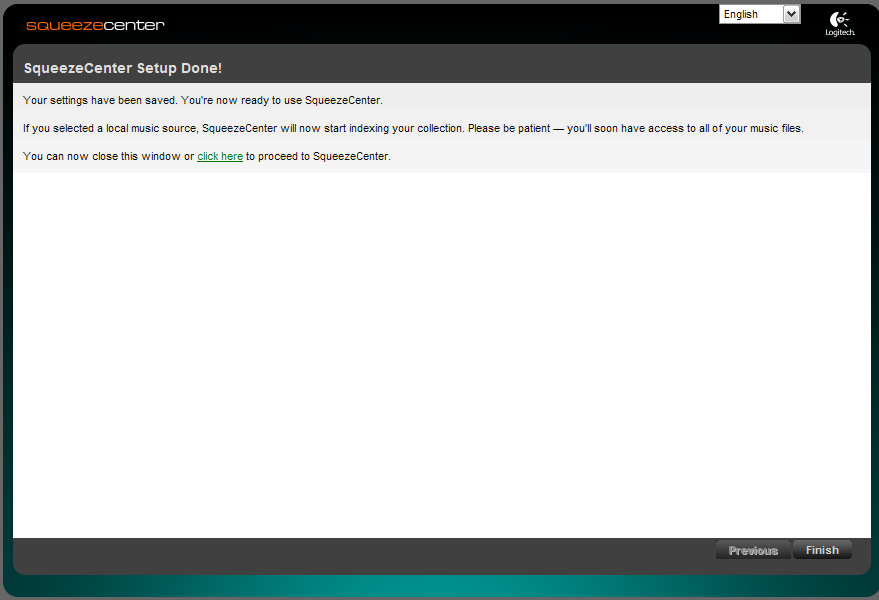 squeezecenter
English
Logitech.
SqueezeCenter Setup Done!
Your settings have been saved. You're now ready to use SqueezeCenter.
If you selected a local music source, SqueezeCenter will now start indexing your collection. Please be patient — you'll soon have access to all of your music files.
You can now close this window or click here to proceed to SqueezeCenter.
Previous
Finish